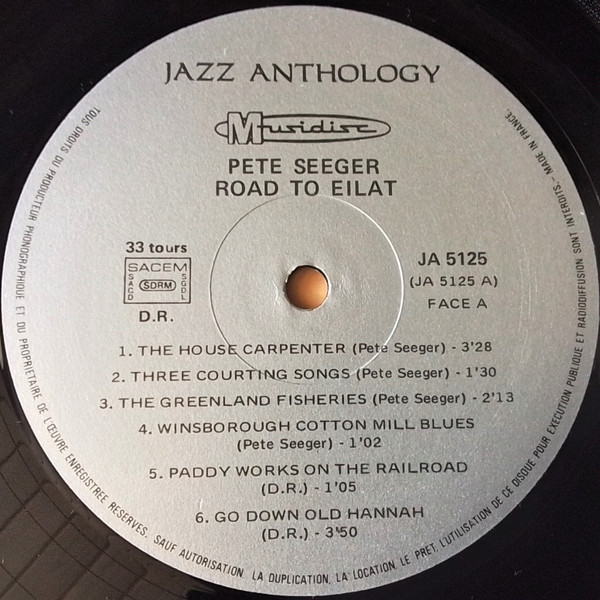 JAZZ ANTHOLOGY
Musidisc
PETE SEEGER
ROAD TO EILAT
33 tours
SACEM
SACD
SDRM
SGDL
D.R.
JA 5125
(JA 5125 A)
FACE A
1. THE HOUSE CARPENTER (Pete Seeger) - 3'28
2. THREE COURTING SONGS (Pete Seeger) - 1'30
3. THE GREENLAND FISHERIES (Pete Seeger) - 2'13
4. WINSBOROUGH COTTON MILL BLUES
(Pete Seeger) - 1'02
5. PADDY WORKS ON THE RAILROAD
(D.R.) - 1'05
6. GO DOWN OLD HANNAH
(D.R.) - 3'50
TOUS DROITS DU PRODUCTEUR PHONOGRAPHIQUE ET DU PROPRIETAIRE DE L'ŒUVRE ENREGISTREE RESERVES. SAUF AUTORISATION LA DUPLICATION, LA LOCATION, LE PRET, L'UTILISATION DE CE DISQUE POUR EXECUTION PUBLIQUE ET RADIODIFFUSION SONT INTERDITS. - MADE IN FRANCE.